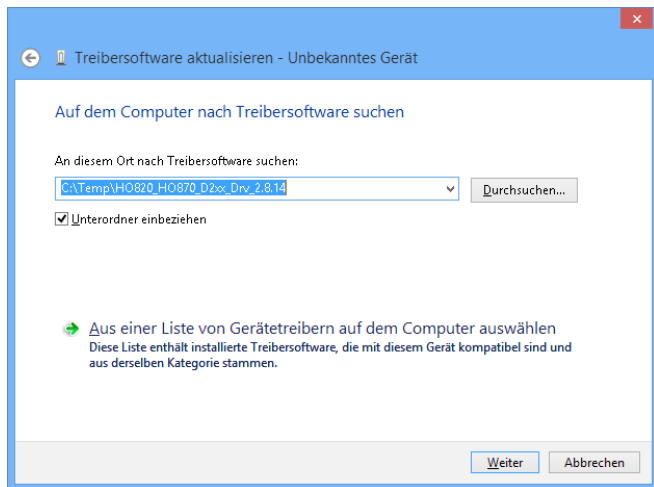 Treibersoftware aktualisieren - Unbekanntes Gerät
Auf dem Computer nach Treibersoftware suchen
An diesem Ort nach Treibersoftware suchen:
C:\Temp\HO820_HO870_D2xx_Drv_2.8.14
Durchsuchen...
Unterordner einbeziehen
Aus einer Liste von Gerätetreibern auf dem Computer auswählen
Diese Liste enthält installierte Treibersoftware, die mit diesem Gerät kompatibel sind und
aus derselben Kategorie stammen.
Weiter
Abbrechen